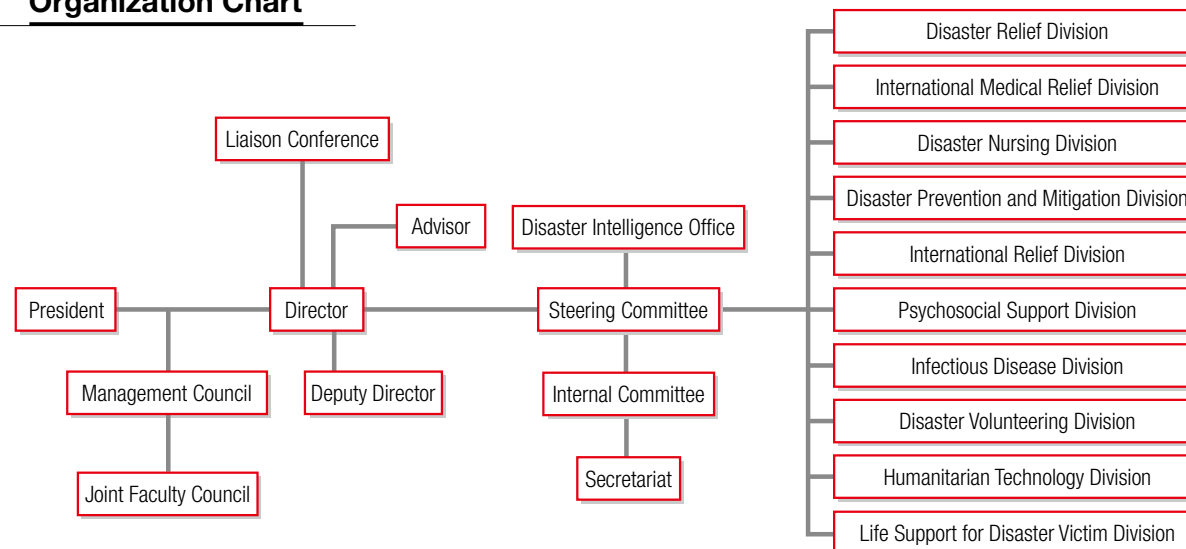 Organization Chart
Disaster Relief Division
International Medical Relief Division
Liaison Conference
Disaster Nursing Division
Disaster Prevention and Mitigation Division
Advisor
Disaster Intelligence Office
International Relief Division
President
Director
Steering Committee
Psychosocial Support Division
Infectious Disease Division
Management Council
Deputy Director
Internal Committee
Disaster Volunteering Division
Secretariat
Humanitarian Technology Division
Joint Faculty Council
Life Support for Disaster Victim Division